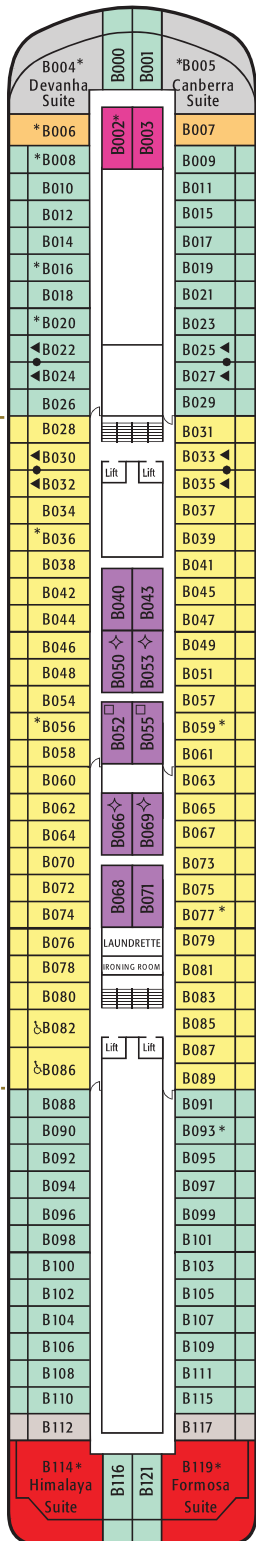 B004*
Devanha
Suite
B000
B001
*B005
Canberra
Suite
*B006
B002*
B003
B007
*B008
B009
B010
B011
B012
B015
B014
B017
*B016
B019
B018
B021
*B020
B023
B022
B025
B024
B027
B026
B029
B028
B031
B030
B033
B032
B035
Lift
Lift
B034
B037
*B036
B039
B038
B041
B042
B040
B043
B045
B044
B047
B046
B050
B053
B049
B048
B051
B054
B057
*B056
B052
B055
B059*
B058
B061
B060
B063
B062
B066
B069
B065
B064
B067
B070
B073
B072
B068
B071
B075
B074
B077*
B076
LAUNDRETTE
B079
B078
IRONING ROOM
B081
B080
B083
B082
B085
Lift
Lift
B087
B086
B089
B088
B091
B090
B093*
B092
B095
B094
B097
B096
B099
B098
B101
B100
B103
B102
B105
B104
B107
B106
B109
B108
B111
B110
B115
B112
B117
B114*
Himalaya
Suite
B116
B121
B119*
Formosa
Suite